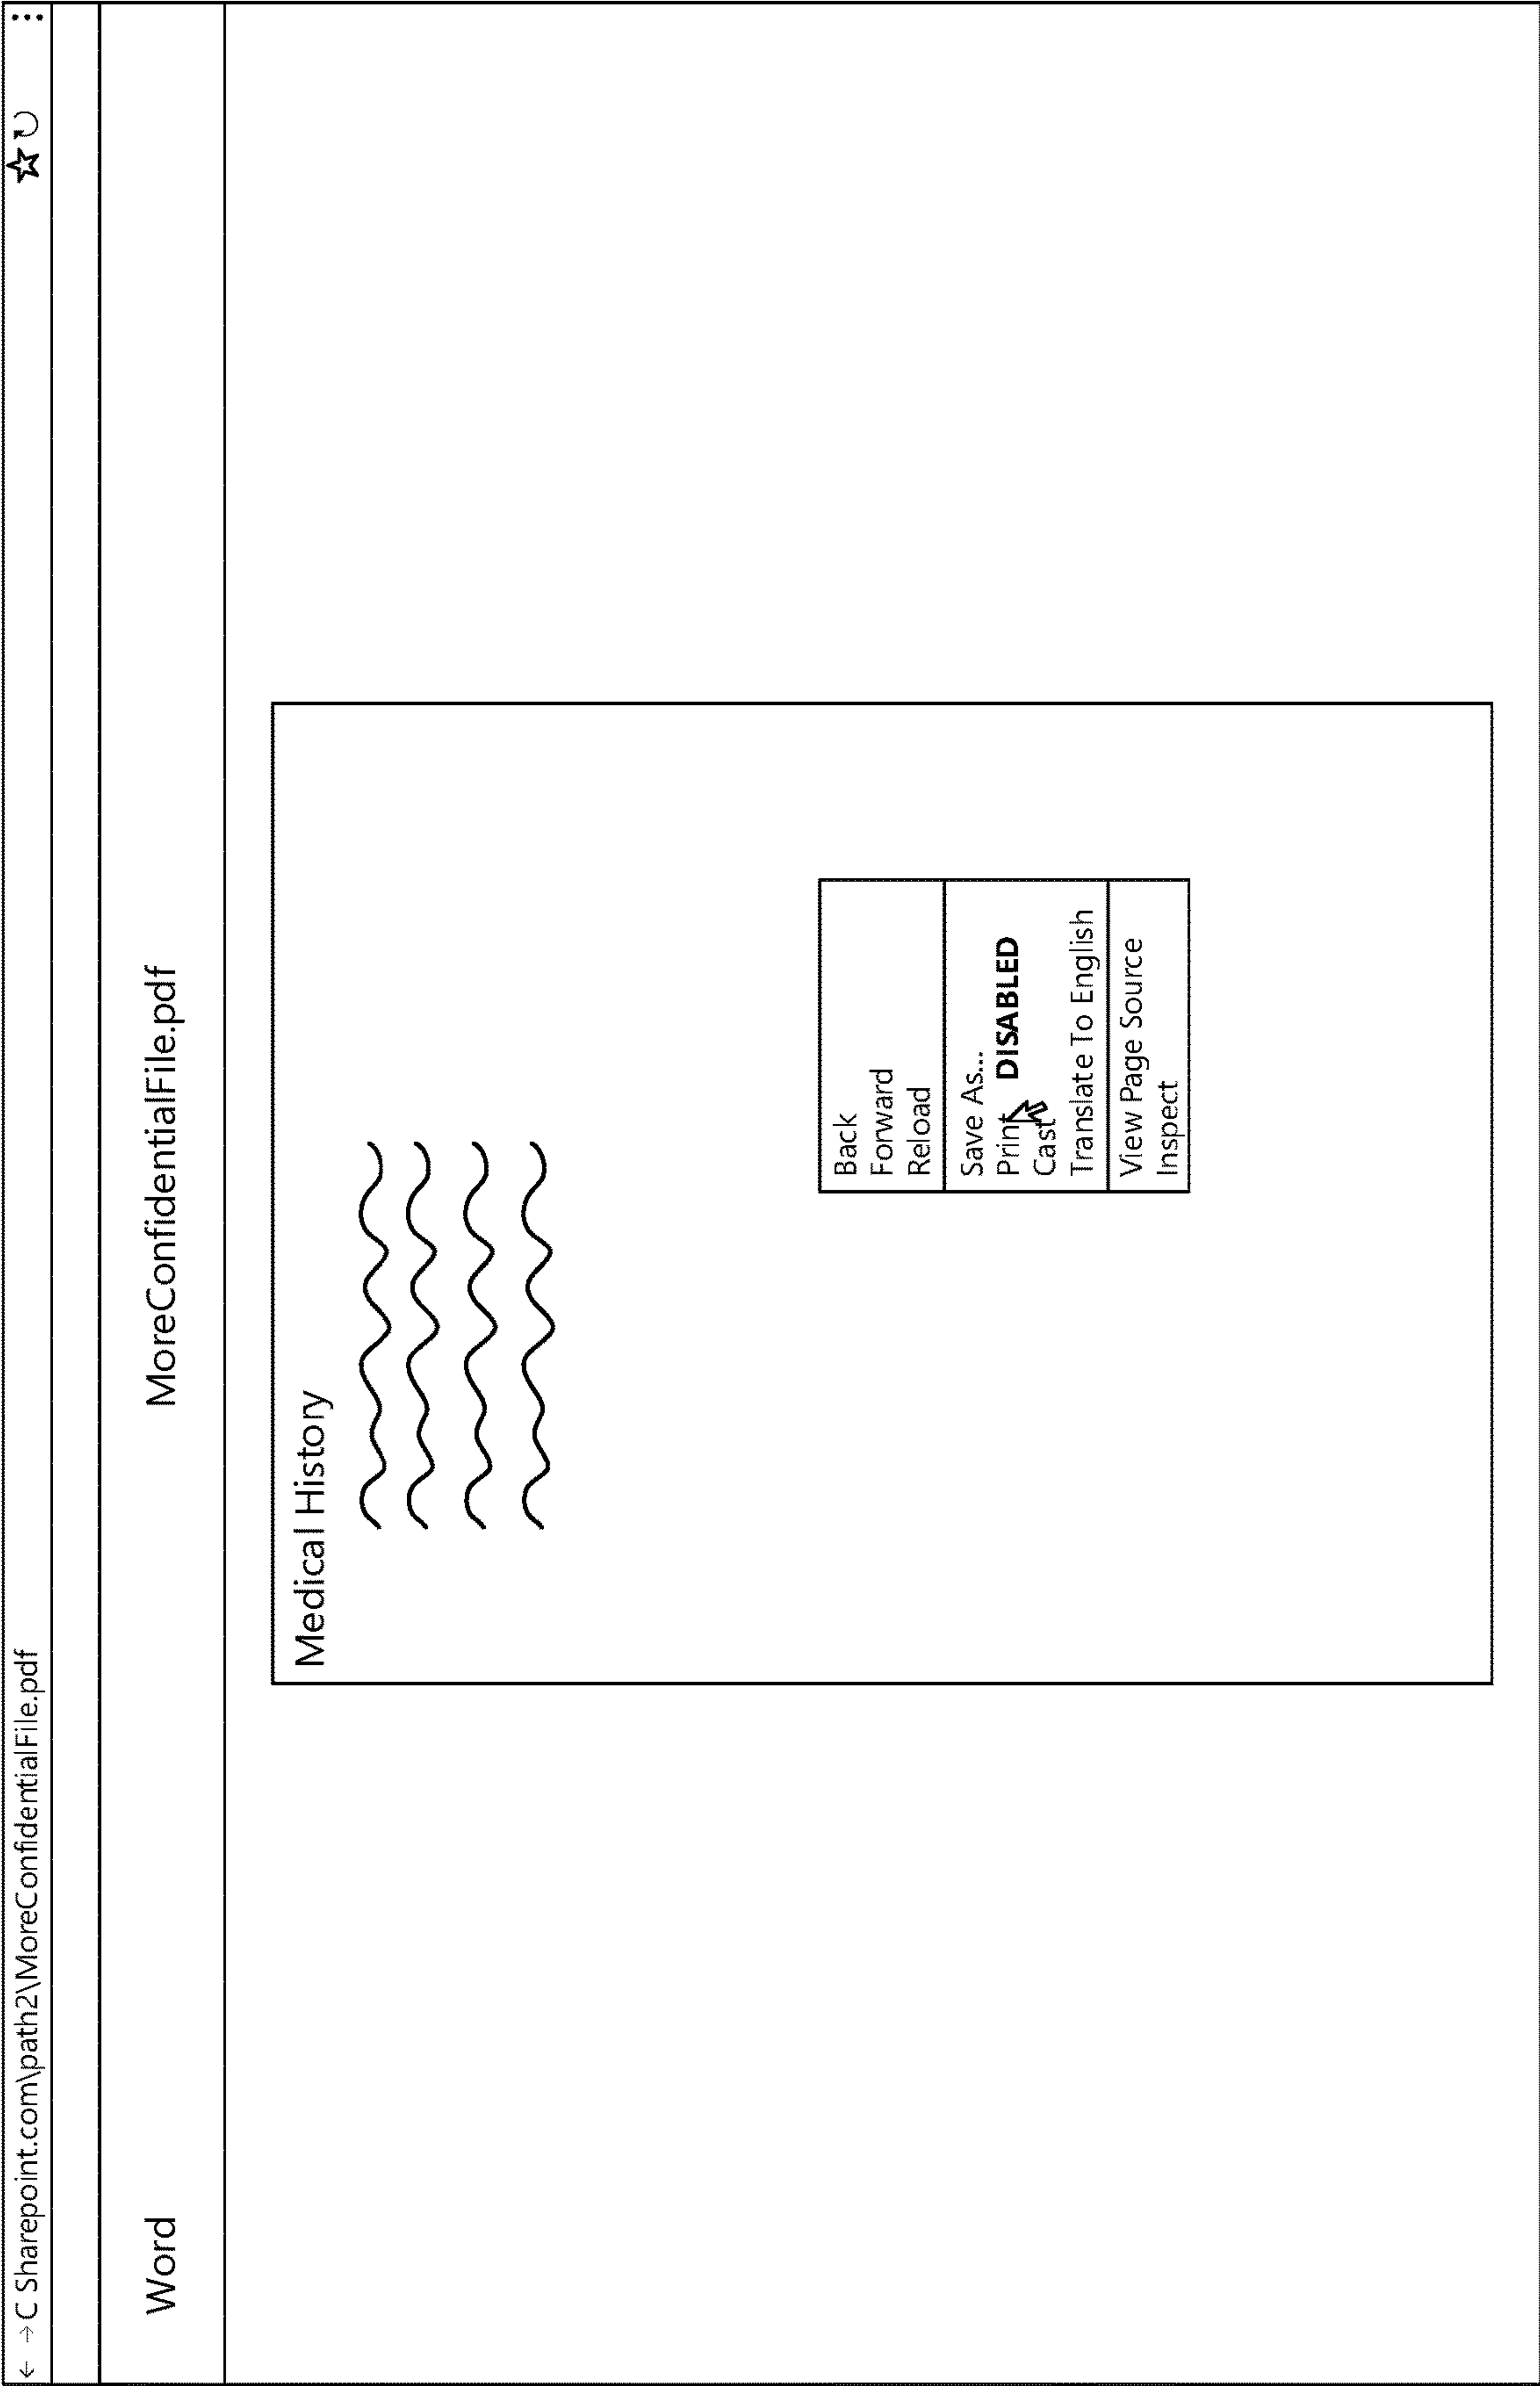 ← → C Sharepoint.com\path2\MoreConfidentialFile.pdf
Word
MoreConfidentialFile.pdf
Medical History
Back
Forward
Reload
Save As...
Print DISABLED
Cast
Translate To English
View Page Source
Inspect